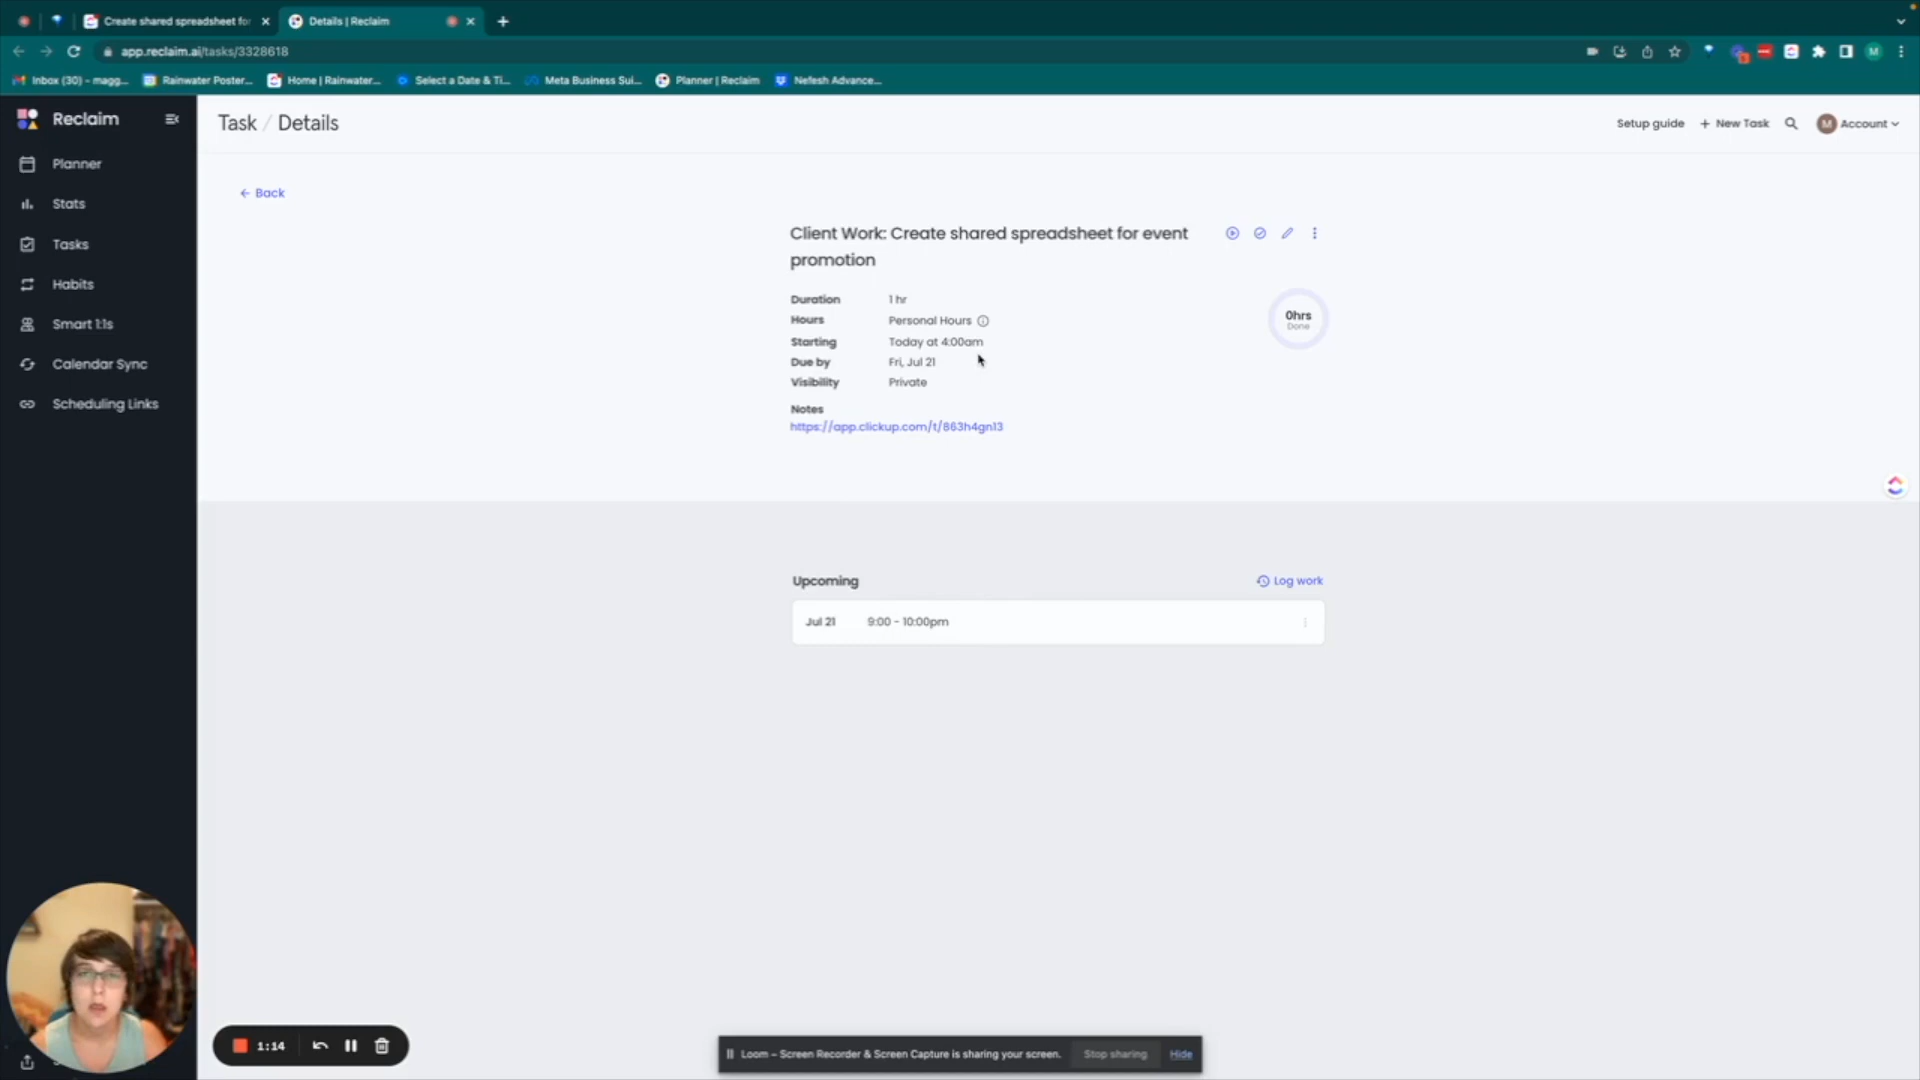 Create shared spreadsheet for
Details | Reclaim
app.reclaim.ai/tasks/3328618
Inbox (30) – magg...
Rainwater Poster...
Home | Rainwater...
Select a Date & Ti...
Meta Business Sui...
Planner | Reclaim
Nefesh Advance...
Reclaim
Planner
Stats
Tasks
Habits
Smart 1:1s
Calendar Sync
Scheduling Links
Task / Details
Setup guide
+ New Task
M
Account
← Back
Client Work: Create shared spreadsheet for event
promotion
Duration 1 hr
Hours Personal Hours
Starting Today at 4:00am
Due by Fri, Jul 21
Visibility Private
0hrs
Done
Notes
https://app.clickup.com/t/863h4gn13
Upcoming
Log work
Jul 21 9:00 - 10:00pm
1:14
Loom – Screen Recorder & Screen Capture is sharing your screen.
Stop sharing
Hide